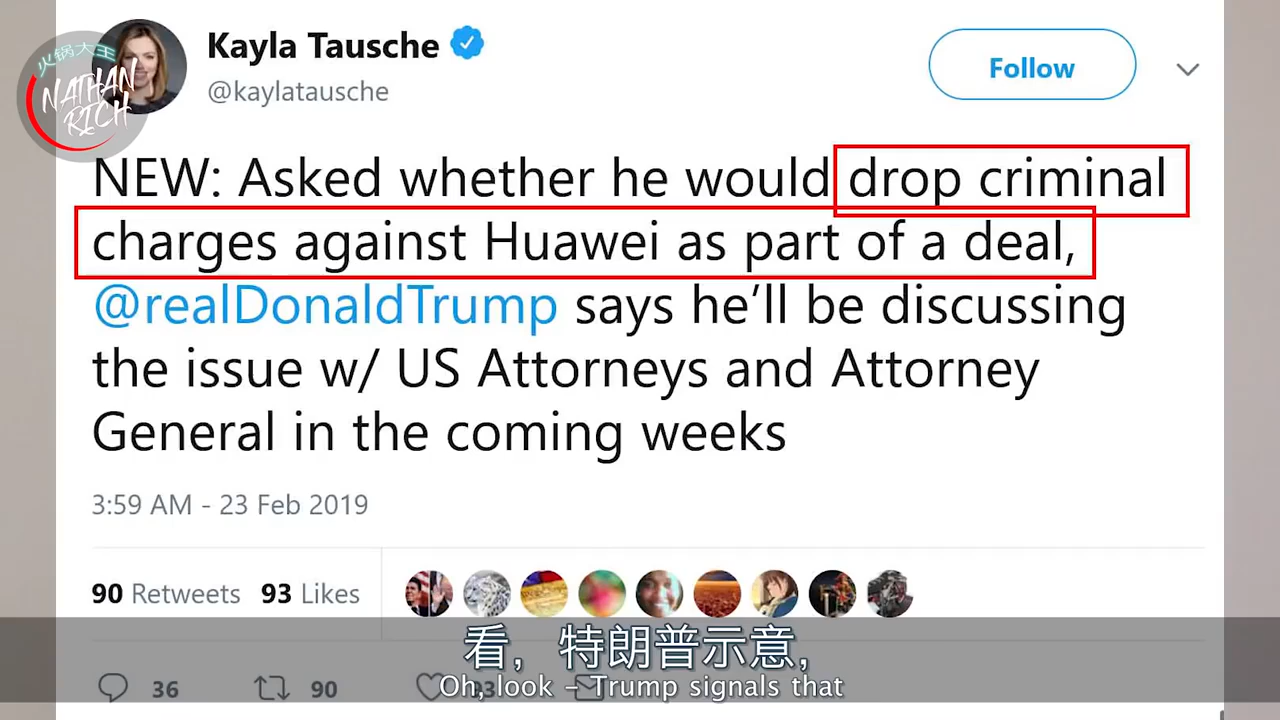 Kayla Tausche
@kaylatausche
Follow
火锅大王
NATHAN
RICH
NEW: Asked whether he would drop criminal
charges against Huawei as part of a deal,
@realDonaldTrump says he’ll be discussing
the issue w/ US Attorneys and Attorney
General in the coming weeks
3:59 AM - 23 Feb 2019
90 Retweets 93 Likes
看，特朗普示意，
36 90 93
Oh, look – Trump signals that